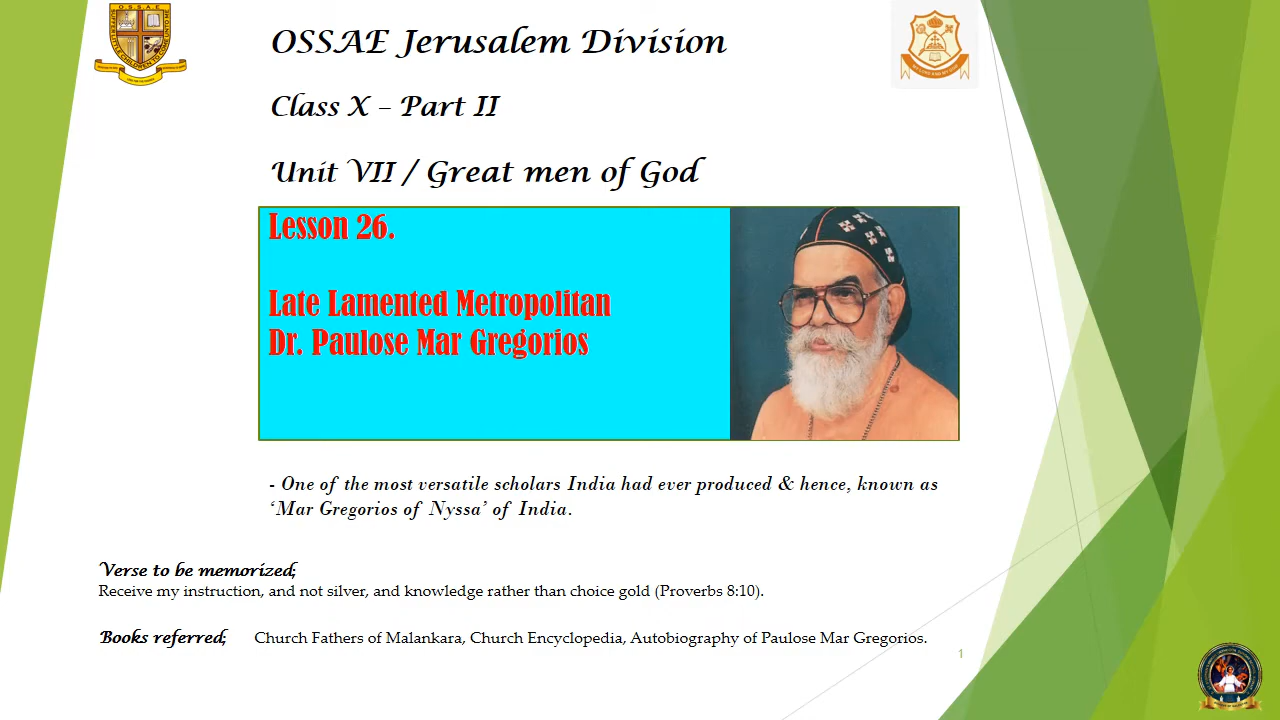 OSSAE
OSSAE Jerusalem Division
Class X – Part II
Unit VII / Great men of God
Lesson 26.
Late Lamented Metropolitan
Dr. Paulose Mar Gregorios
- One of the most versatile scholars India had ever produced & hence, known as
‘Mar Gregorios of Nyssa’ of India.
Verse to be memorized;
Receive my instruction, and not silver, and knowledge rather than choice gold (Proverbs 8:10).
Books referred; Church Fathers of Malankara, Church Encyclopedia, Autobiography of Paulose Mar Gregorios.
1